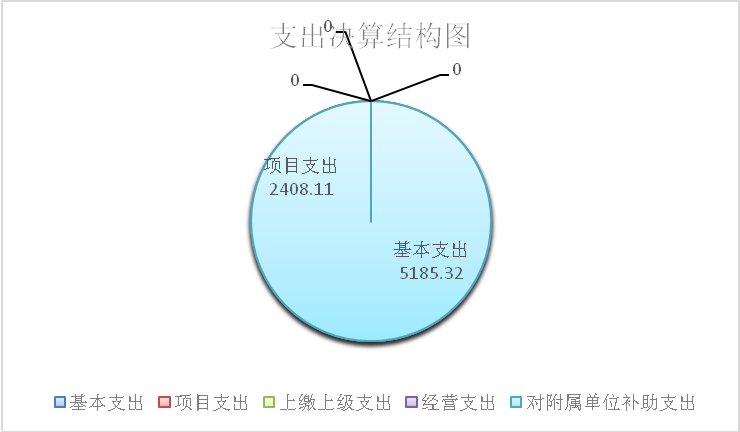 支出决算结构图
0
0
0
项目支出
2408.11
基本支出
5185.32
基本支出 项目支出 上缴上级支出 经营支出 对附属单位补助支出